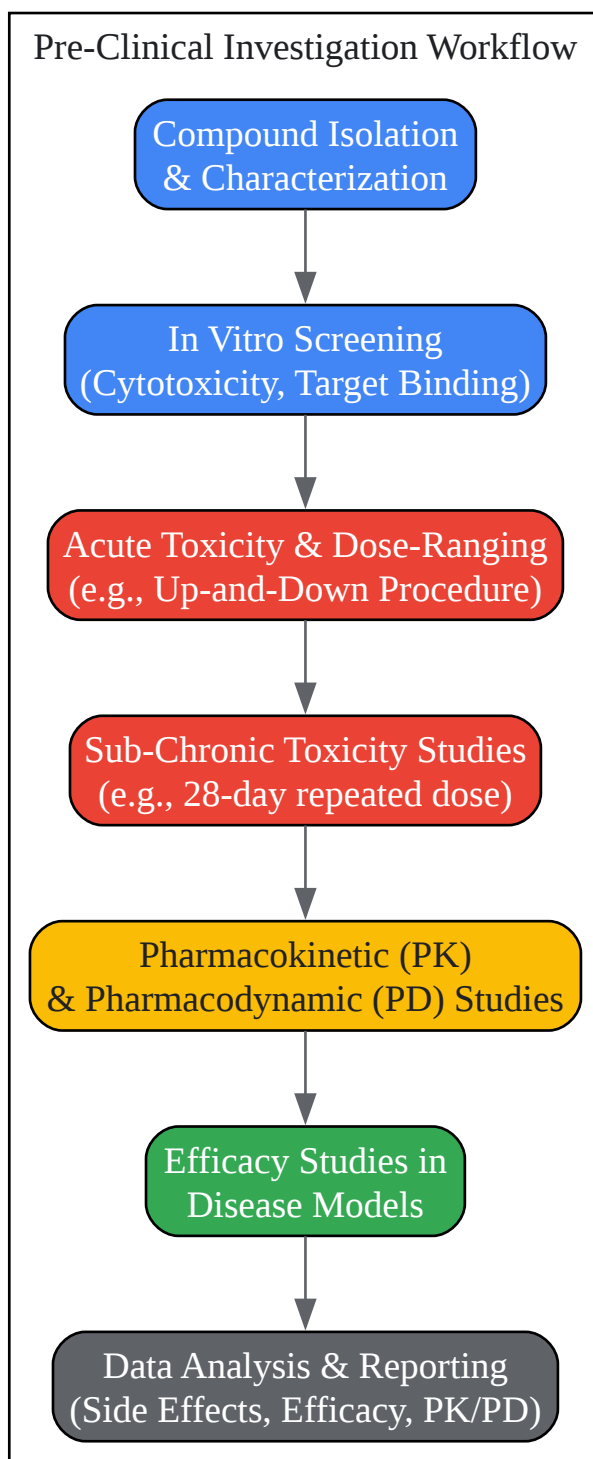 Pre-Clinical Investigation Workflow
Compound Isolation
& Characterization
In Vitro Screening
(Cytotoxicity, Target Binding)
Acute Toxicity & Dose-Ranging
(e.g., Up-and-Down Procedure)
Sub-Chronic Toxicity Studies
(e.g., 28-day repeated dose)
Pharmacokinetic (PK)
& Pharmacodynamic (PD) Studies
Efficacy Studies in
Disease Models
Data Analysis & Reporting
(Side Effects, Efficacy, PK/PD)